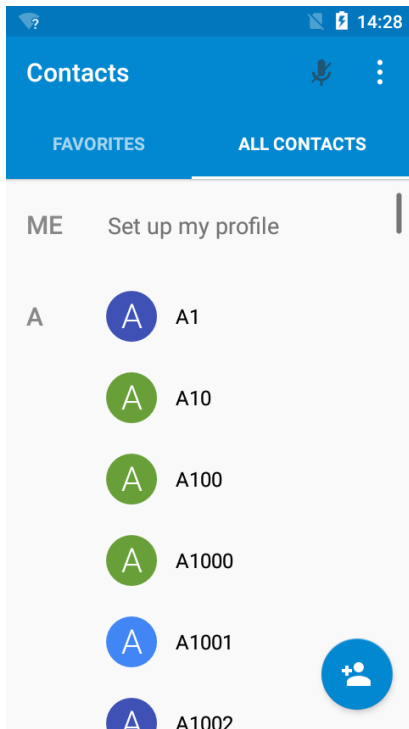 14:28
Contacts
FAVORITES ALL CONTACTS
ME Set up my profile
A A A1
A A10
A A100
A A1000
A A1001
A A1002